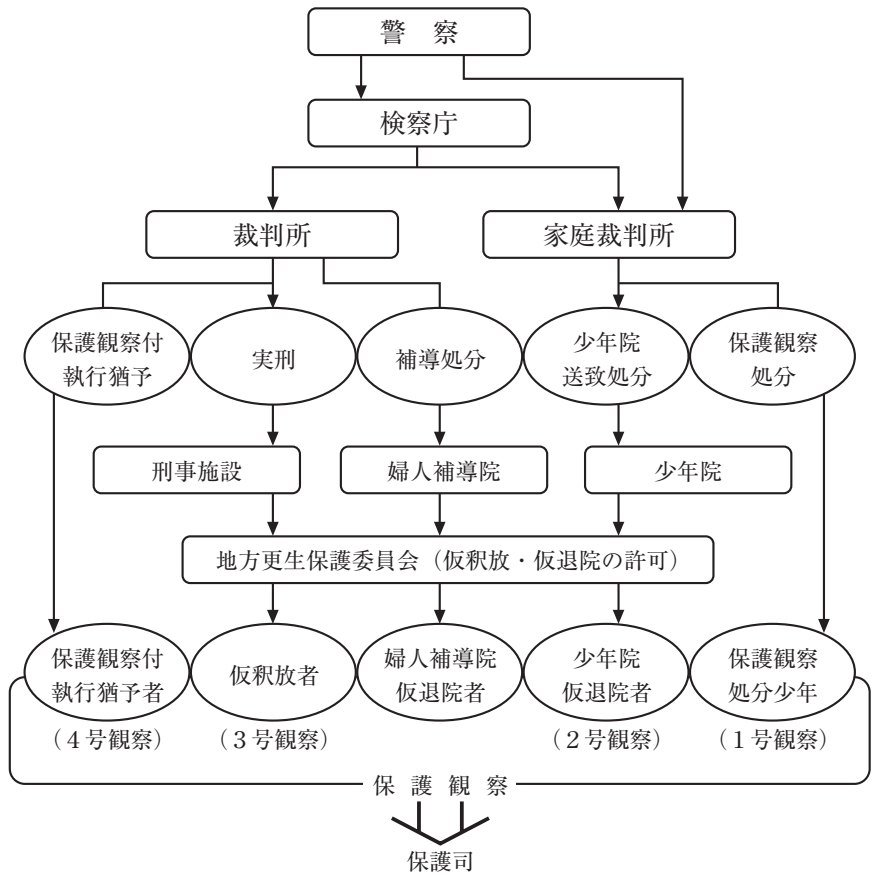 警　察
検察庁
裁判所
家庭裁判所
保護観察付
執行猶予
実刑
補導処分
少年院
送致処分
保護観察
処分
刑事施設
婦人補導院
少年院
地方更生保護委員会（仮釈放・仮退院の許可）
保護観察付
執行猶予者
仮釈放者
婦人補導院
仮退院者
少年院
仮退院者
保護観察
処分少年
（４号観察）
（３号観察）
（２号観察）
（１号観察）
保 護 観 察
保護司